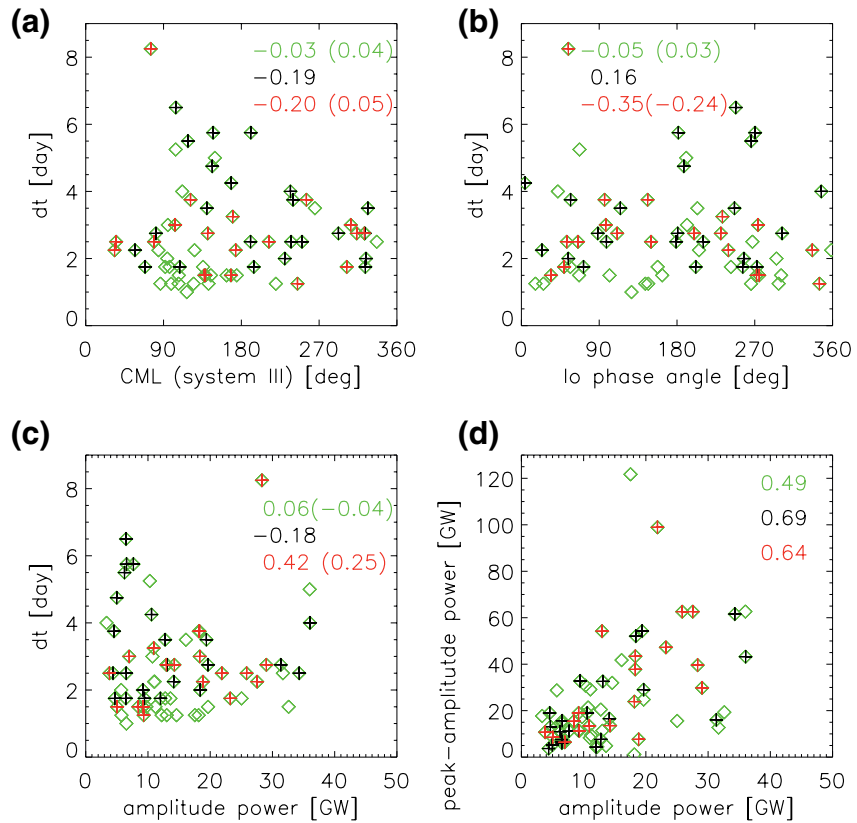 (a)
dt [day]
8
6
4
2
0
−0.03 (0.04)
−0.19
−0.20 (0.05)
0 90 180 270 360
CML (system III) [deg]
(b)
dt [day]
8
6
4
2
0
−0.05 (0.03)
0.16
−0.35(−0.24)
0 90 180 270 360
Io phase angle [deg]
(c)
dt [day]
8
6
4
2
0
0.06(−0.04)
−0.18
0.42 (0.25)
0 10 20 30 40 50
amplitude power [GW]
(d)
peak−amplitutde power [GW]
120
100
80
60
40
20
0
0.49
0.69
0.64
0 10 20 30 40 50
amplitude power [GW]